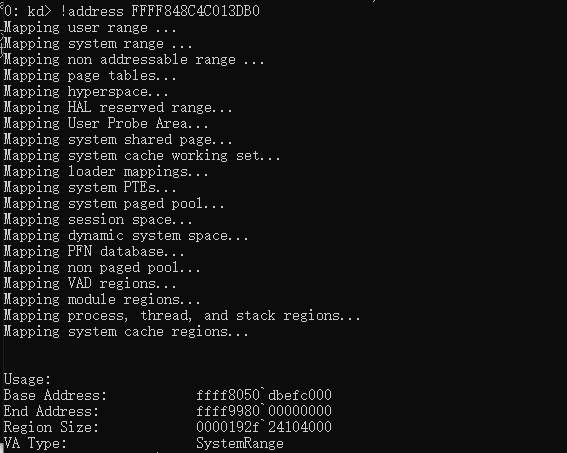 0: kd> !address FFFF848C4C013DB0
Mapping user range ...
Mapping system range ...
Mapping non addressable range ...
Mapping page tables...
Mapping hyperspace...
Mapping HAL reserved range...
Mapping User Probe Area...
Mapping system shared page...
Mapping system cache working set...
Mapping loader mappings...
Mapping system PTEs...
Mapping system paged pool...
Mapping session space...
Mapping dynamic system space...
Mapping PFN database...
Mapping non paged pool...
Mapping VAD regions...
Mapping module regions...
Mapping process, thread, and stack regions...
Mapping system cache regions...
Usage:
Base Address: ffff8050`dbefc000
End Address: ffff9980`00000000
Region Size: 0000192f`24104000
VA Type: SystemRange